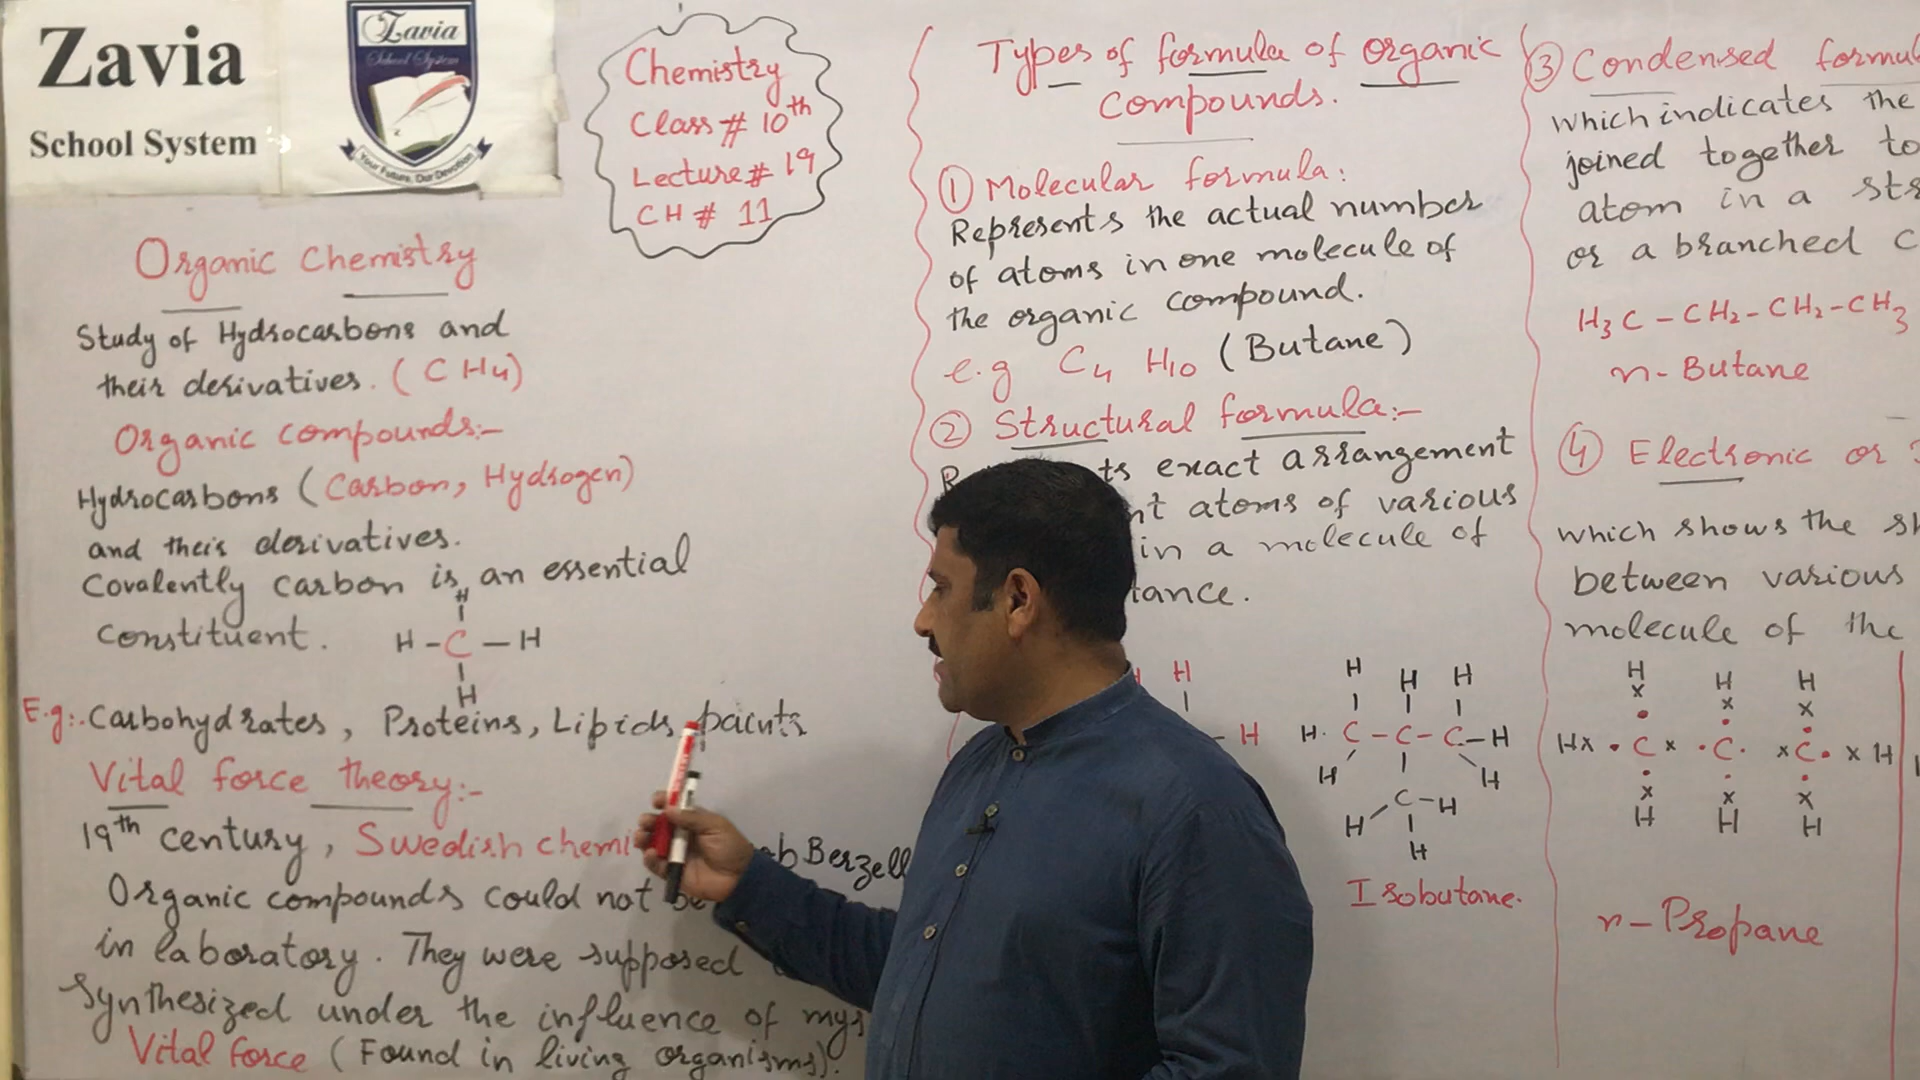 Zavia
School System
Zavia
School System
Your Future, Our Devotion
Chemistry
Class # 10th
Lecture # 19
CH # 11
Organic Chemistry
Study of Hydrocarbons and
their derivatives. (CH4)
Organic compounds:-
Hydrocarbons (Carbon, Hydrogen)
and their derivatives.
Covalently carbon is an essential
constituent.
H
H - C - H
H
E.g:. Carbohydrates, Proteins, Lipids, paints
Vital force theory:-
19th century, Swedish chemi
Berzell
Organic compounds could not be
in laboratory. They were supposed
Synthesized under the influence of mys
Vital force (Found in living organisms).
Types of formula of organic
compounds.
① Molecular formula:
Represents the actual number
of atoms in one molecule of
the organic compound.
e.g C4 H10 (Butane)
② Structural formula:-
ts exact arrangement
nt atoms of various
in a molecule of
tance.
H
H
H H H
H C - C - C - H
H H
C - H
H
H
Isobutane.
③ Condensed formul
which indicates the
joined together to
atom in a str
or a branched c
H3C - CH2 - CH2 - CH3
n - Butane
④ Electronic or
which shows the sh
between various
molecule of the
H H H
x x x
Hx . C x . C . x C . x H
x x x
H H H
n - Propane